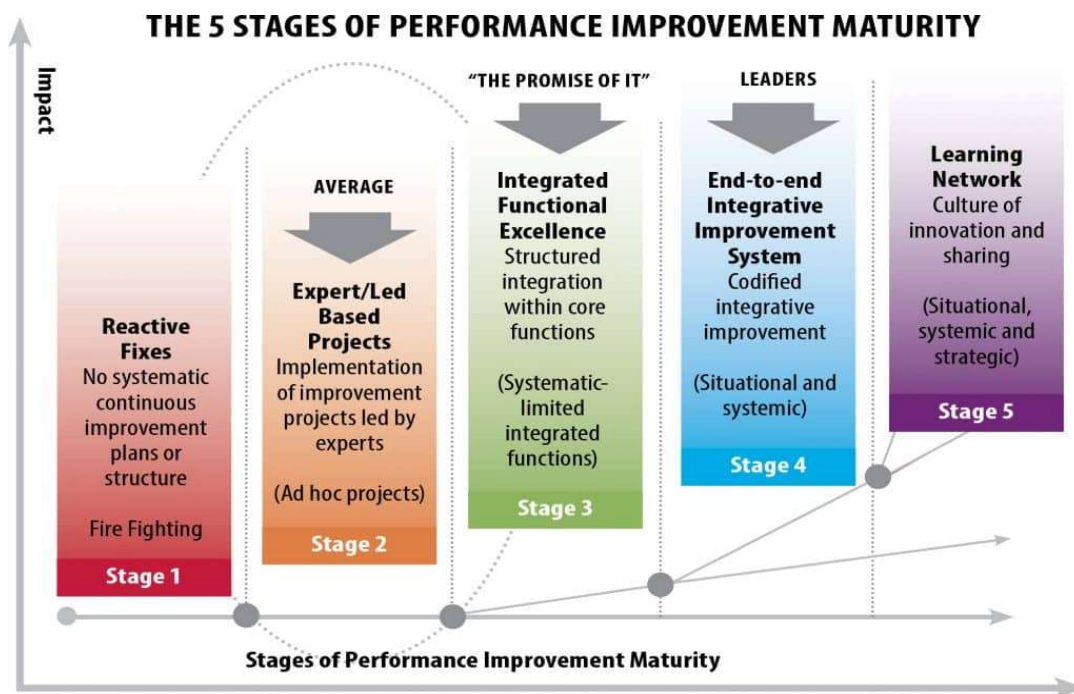 THE 5 STAGES OF PERFORMANCE IMPROVEMENT MATURITY
Impact
Reactive
Fixes
No systematic
continuous
improvement
plans or
structure
Fire Fighting
Stage 1
AVERAGE
Expert/Led
Based
Projects
Implementation
of improvement
projects led by
experts
(Ad hoc projects)
Stage 2
“THE PROMISE OF IT”
Integrated
Functional
Excellence
Structured
integration
within core
functions
(Systematic-
limited
integrated
functions)
Stage 3
LEADERS
End-to-end
Integrative
Improvement
System
Codified
integrative
improvement
(Situational and
systemic)
Stage 4
Learning
Network
Culture of
innovation and
sharing
(Situational,
systemic and
strategic)
Stage 5
Stages of Performance Improvement Maturity